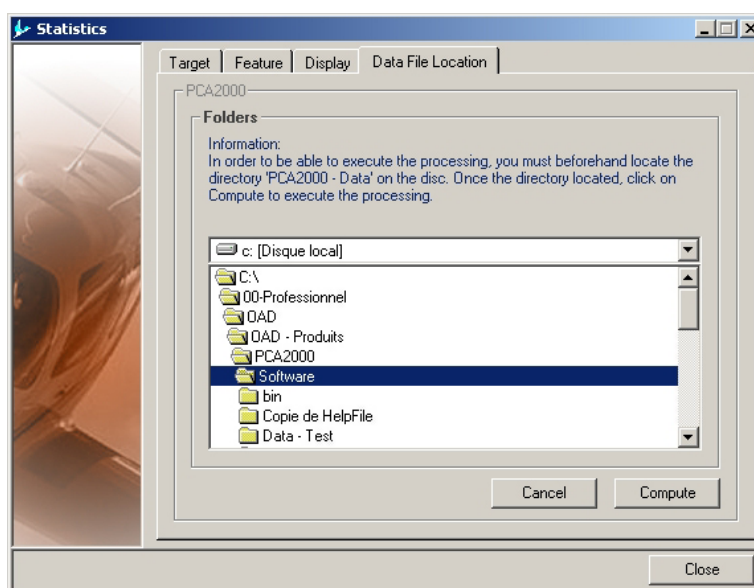 Statistics
Target Feature Display Data File Location
PCA2000
Folders
Information:
In order to be able to execute the processing, you must beforehand locate the
directory 'PCA2000 - Data' on the disc. Once the directory located, click on
Compute to execute the processing.
c: [Disque local]
C:\
00-Professionnel
OAD
OAD - Produits
PCA2000
Software
bin
Copie de HelpFile
Data - Test
Cancel Compute
Close